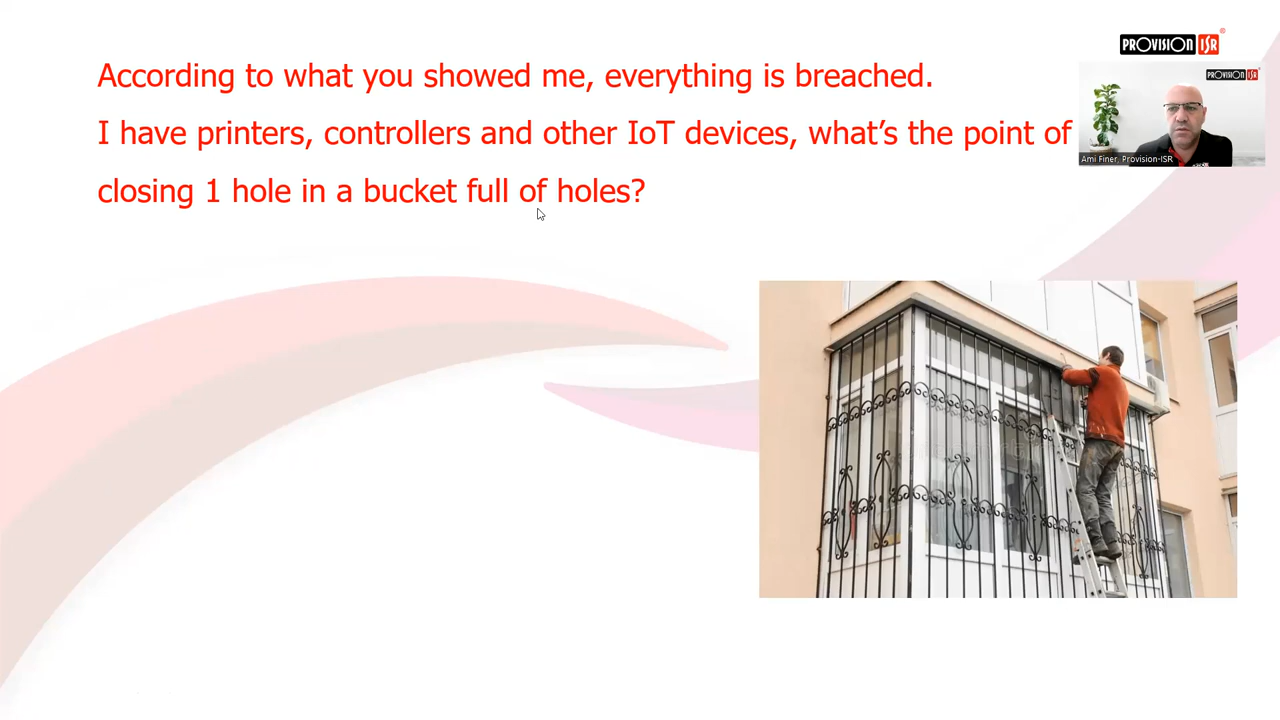 PROVISION ISR
According to what you showed me, everything is breached.
I have printers, controllers and other IoT devices, what's the point of
closing 1 hole in a bucket full of holes?
PROVISION ISR
Ami Finer, Provision-ISR